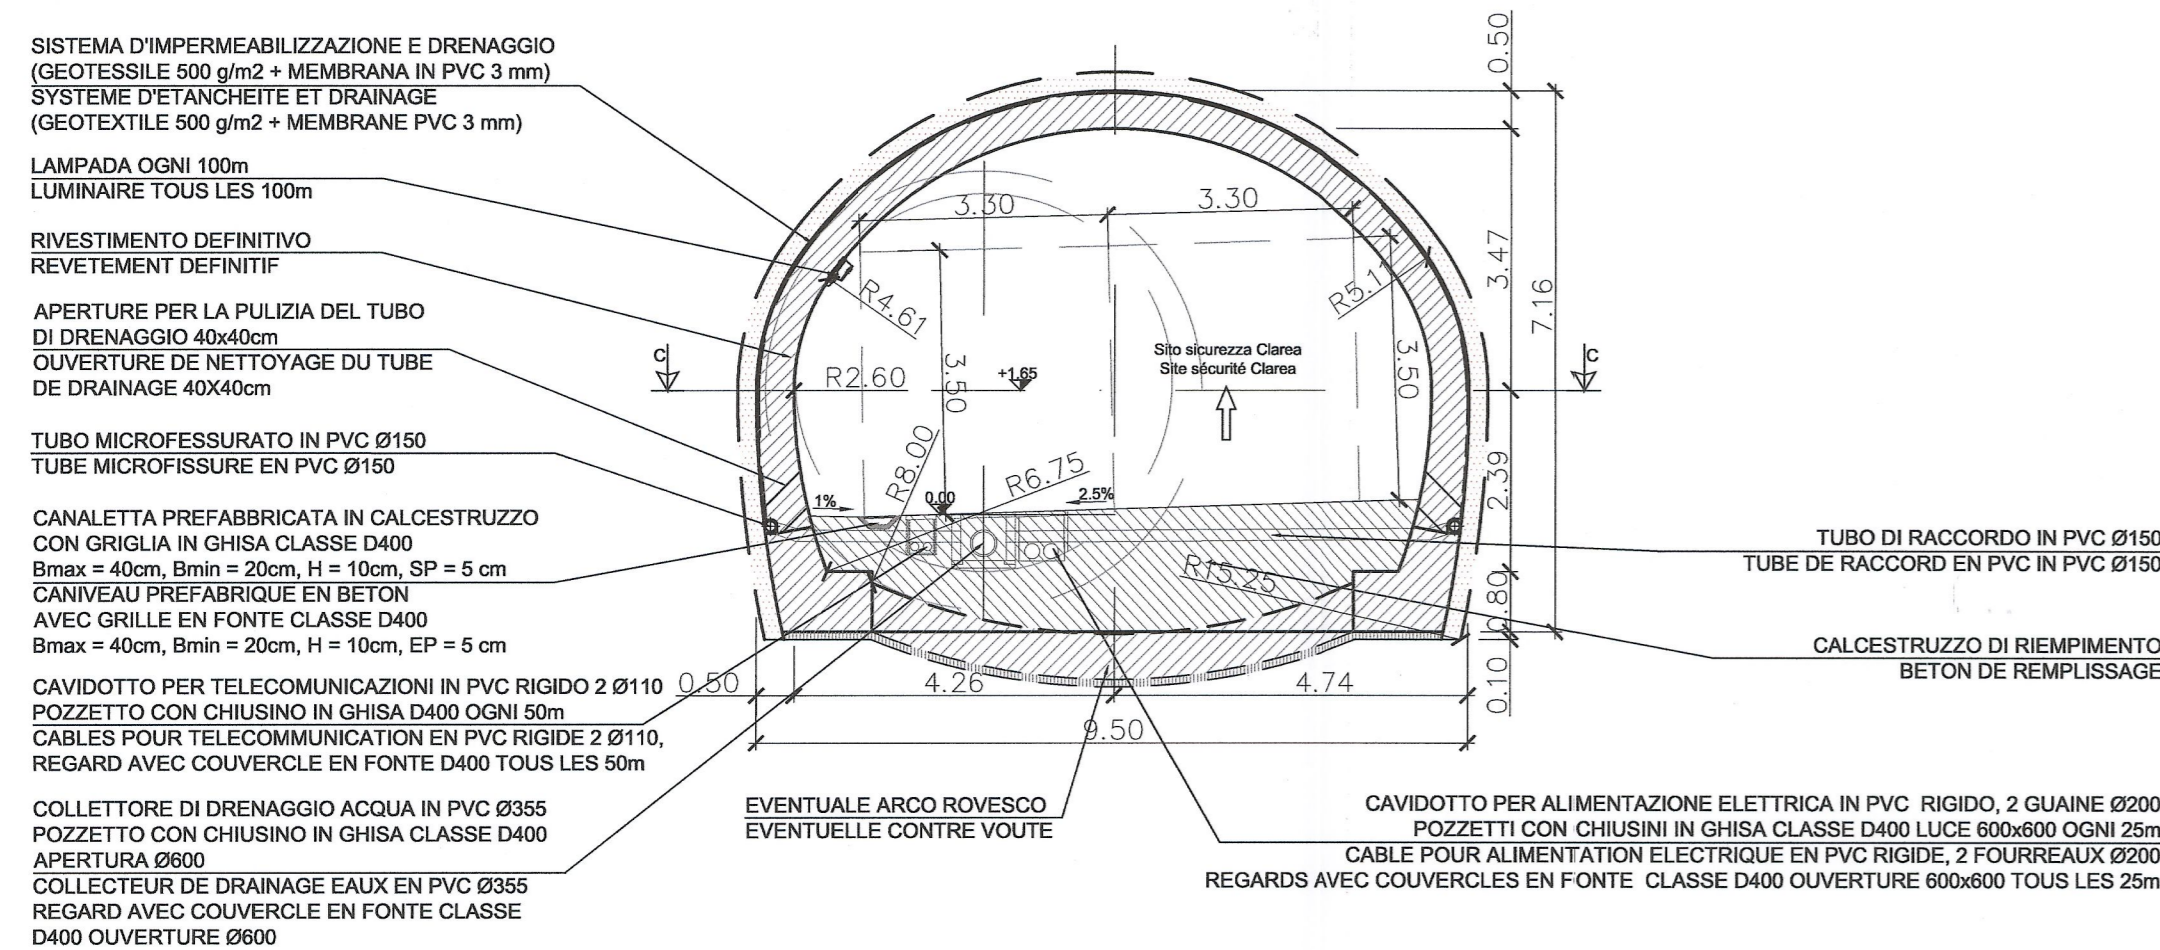 SISTEMA D'IMPERMEABILIZZAZIONE E DRENAGGIO
(GEOTESSILE 500 g/m2 + MEMBRANA IN PVC 3 mm)
SYSTEME D'ETANCHEITE ET DRAINAGE
(GEOTEXTILE 500 g/m2 + MEMBRANE PVC 3 mm)
LAMPADA OGNI 100m
LUMINAIRE TOUS LES 100m
RIVESTIMENTO DEFINITIVO
REVETEMENT DEFINITIF
APERTURE PER LA PULIZIA DEL TUBO
DI DRENAGGIO 40x40cm
OUVERTURE DE NETTOYAGE DU TUBE
DE DRAINAGE 40X40cm
TUBO MICROFESSURATO IN PVC Ø150
TUBE MICROFISSURE EN PVC Ø150
CANALETTA PREFABBRICATA IN CALCESTRUZZO
CON GRIGLIA IN GHISA CLASSE D400
Bmax = 40cm, Bmin = 20cm, H = 10cm, SP = 5 cm
CANIVEAU PREFABRIQUE EN BETON
AVEC GRILLE EN FONTE CLASSE D400
Bmax = 40cm, Bmin = 20cm, H = 10cm, EP = 5 cm
CAVIDOTTO PER TELECOMUNICAZIONI IN PVC RIGIDO 2 Ø110
POZZETTO CON CHIUSINO IN GHISA D400 OGNI 50m
CABLES POUR TELECOMMUNICATION EN PVC RIGIDE 2 Ø110,
REGARD AVEC COUVERCLE EN FONTE D400 TOUS LES 50m
COLLETTORE DI DRENAGGIO ACQUA IN PVC Ø355
POZZETTO CON CHIUSINO IN GHISA CLASSE D400
APERTURA Ø600
COLLECTEUR DE DRAINAGE EAUX EN PVC Ø355
REGARD AVEC COUVERCLE EN FONTE CLASSE
D400 OUVERTURE Ø600
3.30
3.30
R4.61
R5.11
C
C
R2.60
3.50
+1.65
Sito sicurezza Clarea
Site sécurité Clarea
3.50
R8.00
R6.75
1%
0.00
2.5%
R15.25
0.50
3.47
7.16
2.39
0.80
0.10
0.50
4.26
4.74
9.50
EVENTUALE ARCO ROVESCO
EVENTUELLE CONTRE VOUTE
TUBO DI RACCORDO IN PVC Ø150
TUBE DE RACCORD EN PVC IN PVC Ø150
CALCESTRUZZO DI RIEMPIMENTO
BETON DE REMPLISSAGE
CAVIDOTTO PER ALIMENTAZIONE ELETTRICA IN PVC RIGIDO, 2 GUAINE Ø200
POZZETTI CON CHIUSINI IN GHISA CLASSE D400 LUCE 600x600 OGNI 25m
CABLE POUR ALIMENTATION ELECTRIQUE EN PVC RIGIDE, 2 FOURREAUX Ø200
REGARDS AVEC COUVERCLES EN FONTE CLASSE D400 OUVERTURE 600x600 TOUS LES 25m